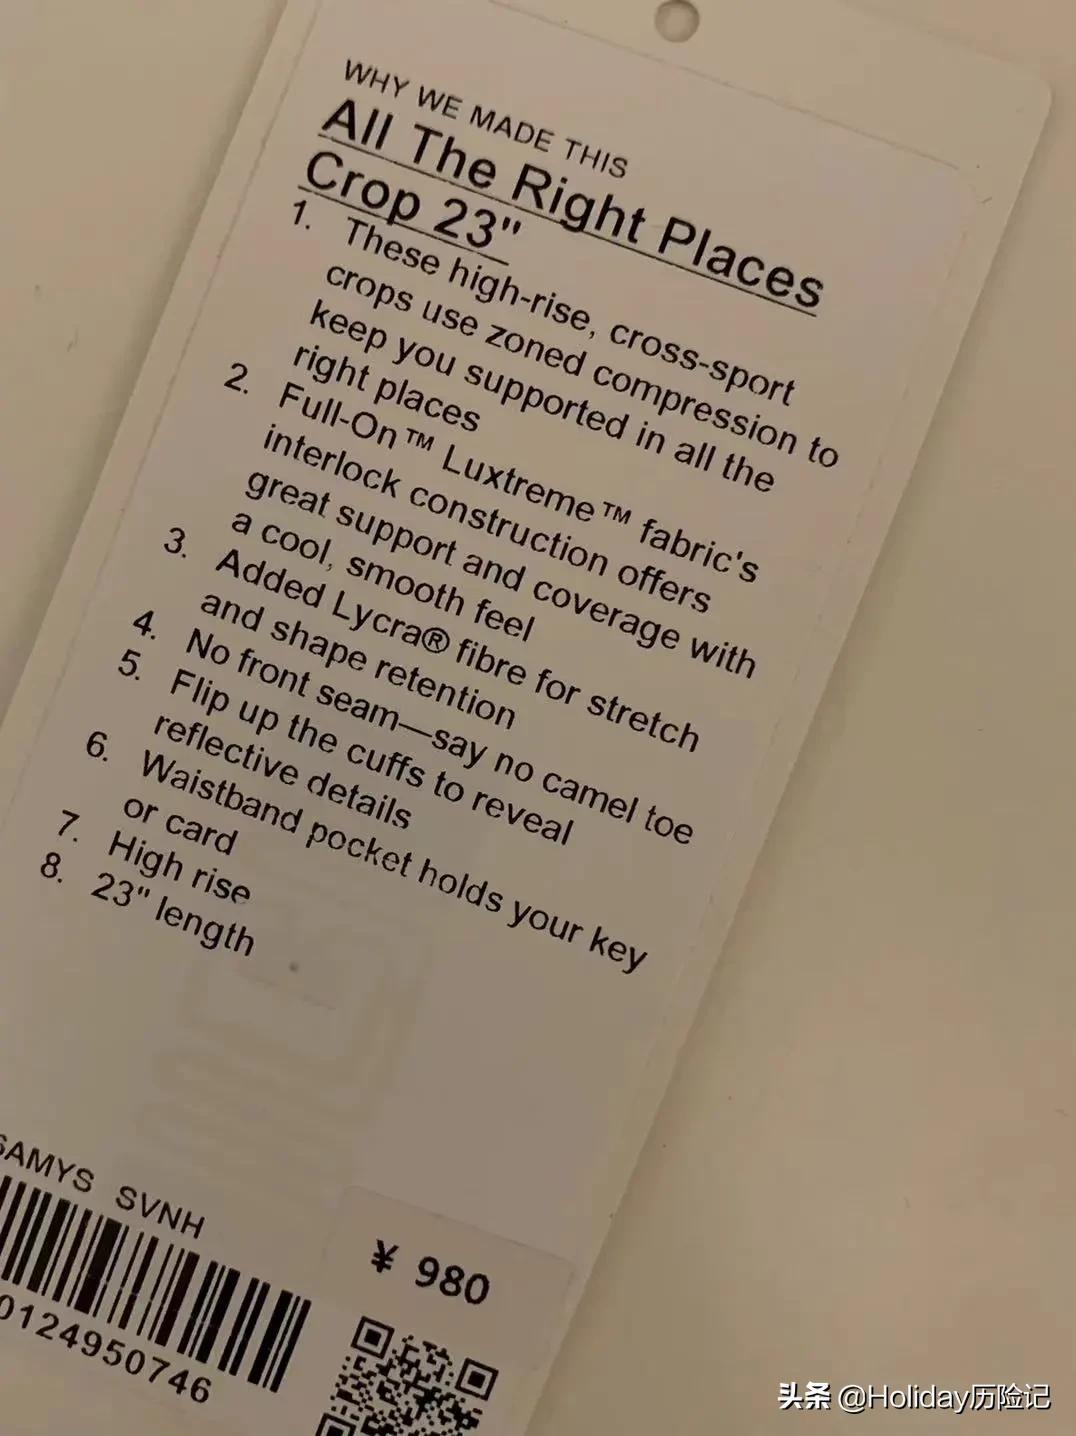 WHY WE MADE THIS
All The Right Places
Crop 23"
1. These high-rise, cross-sport
crops use zoned compression to
keep you supported in all the
right places
2. Full-On™ Luxtreme™ fabric's
interlock construction offers
great support and coverage with
a cool, smooth feel
3. Added Lycra® fibre for stretch
and shape retention
4. No front seam—say no camel toe
5. Flip up the cuffs to reveal
reflective details
6. Waistband pocket holds your key
or card
7. High rise
8. 23" length
SAMYS SVNH
¥ 980
0124950746
头条 @Holiday历险记